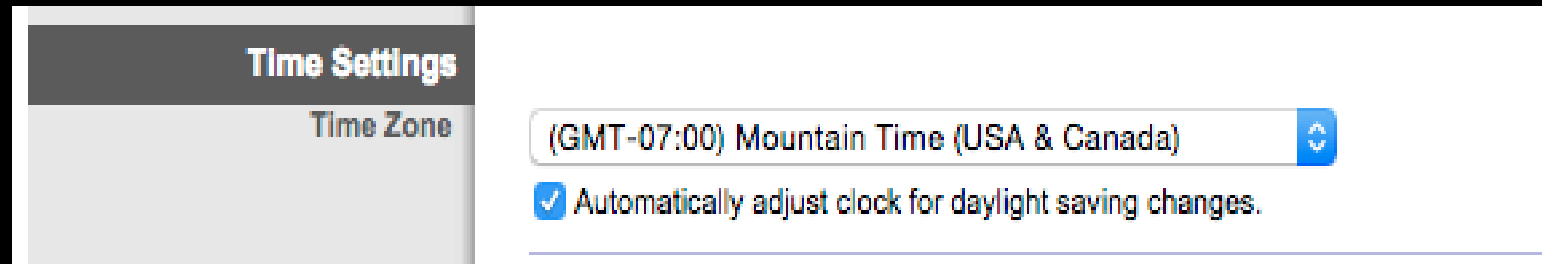 Time Settings
Time Zone
(GMT-07:00) Mountain Time (USA & Canada)
Automatically adjust clock for daylight saving changes.